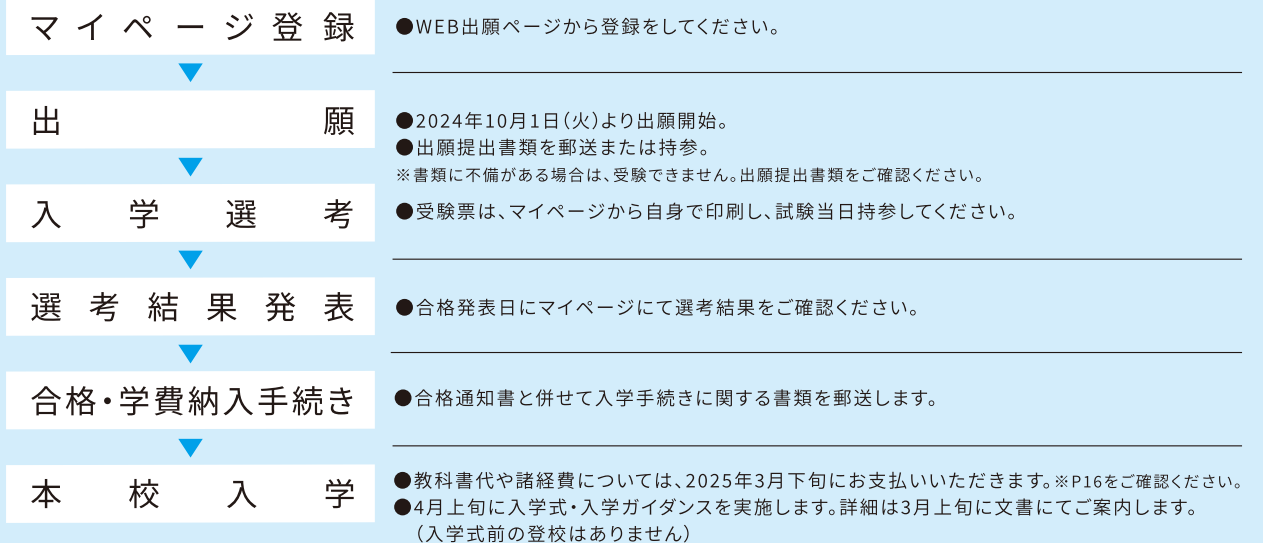 マイページ登録
●WEB出願ページから登録をしてください。
出願
●2024年10月1日(火)より出願開始。
●出願提出書類を郵送または持参。
※書類に不備がある場合は、受験できません。出願提出書類をご確認ください。
入学選考
●受験票は、マイページから自身で印刷し、試験当日持参してください。
選考結果発表
●合格発表日にマイページにて選考結果をご確認ください。
合格・学費納入手続き
●合格通知書と併せて入学手続きに関する書類を郵送します。
本校入学
●教科書代や諸経費については、2025年3月下旬にお支払いいただきます。※P16をご確認ください。
●4月上旬に入学式・入学ガイダンスを実施します。詳細は3月上旬に文書にてご案内します。
(入学式前の登校はありません)